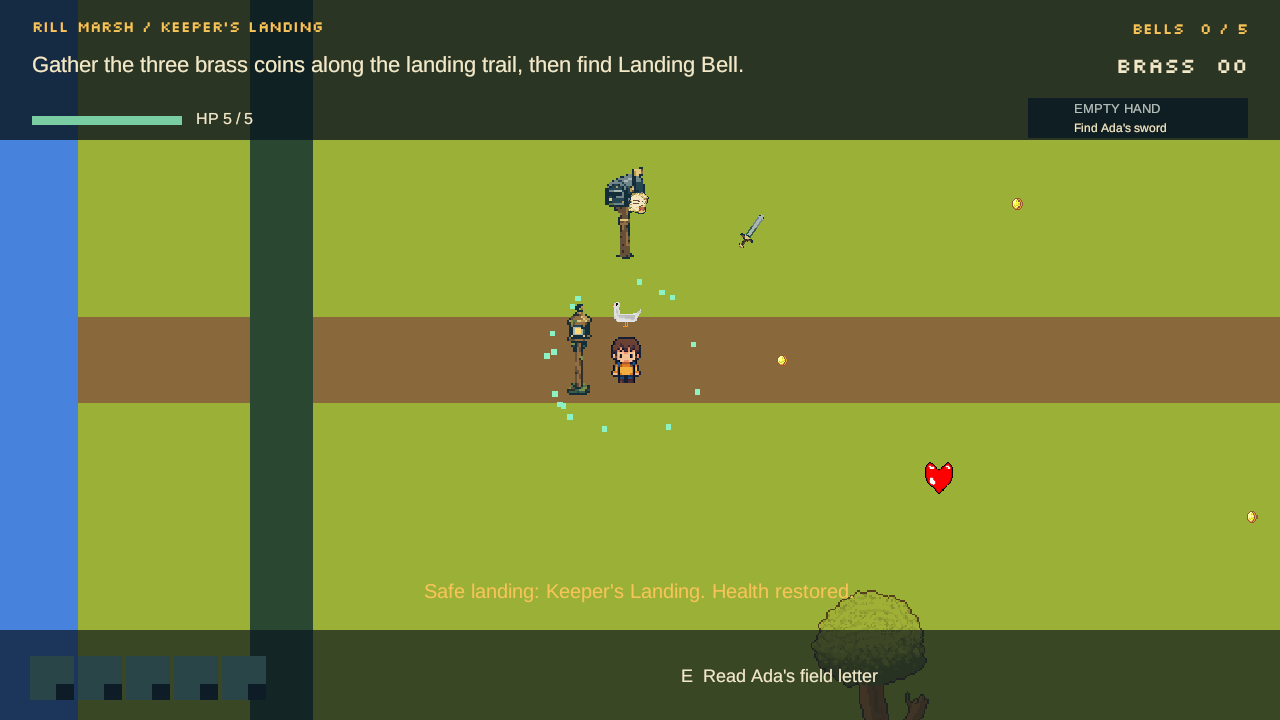 RILL MARSH / KEEPER'S LANDING
BELLS 0 / 5
Gather the three brass coins along the landing trail, then find Landing Bell.
BRASS 00
HP 5 / 5
EMPTY HAND
Find Ada's sword
Safe landing: Keeper's Landing. Health restored.
E Read Ada's field letter